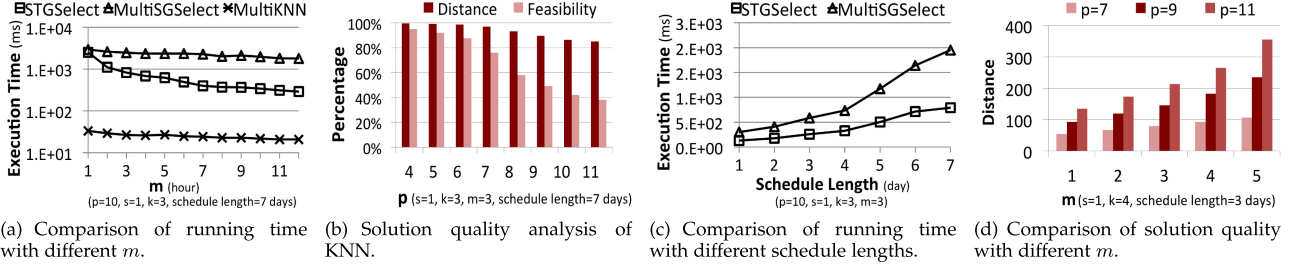 STGSelect MultiSGSelect MultiKNN
Execution Time (ms)
1.E+04
1.E+03
1.E+02
1.E+01
1 3 5 7 9 11
m (hour)
(p=10, s=1, k=3, schedule length=7 days)
(a) Comparison of running time
with different m.
Distance Feasibility
Percentage
100%
80%
60%
40%
20%
0%
4 5 6 7 8 9 10 11
p (s=1, k=3, m=3, schedule length=7 days)
(b) Solution quality analysis of
KNN.
STGSelect MultiSGSelect
Execution Time (ms)
3.E+03
2.E+03
2.E+03
1.E+03
5.E+02
0.E+00
1 2 3 4 5 6 7
Schedule Length (day)
(p=10, s=1, k=3, m=3)
(c) Comparison of running time
with different schedule lengths.
p=7 p=9 p=11
Distance
400
300
200
100
0
1 2 3 4 5
m (s=1, k=4, schedule length=3 days)
(d) Comparison of solution quality
with different m.